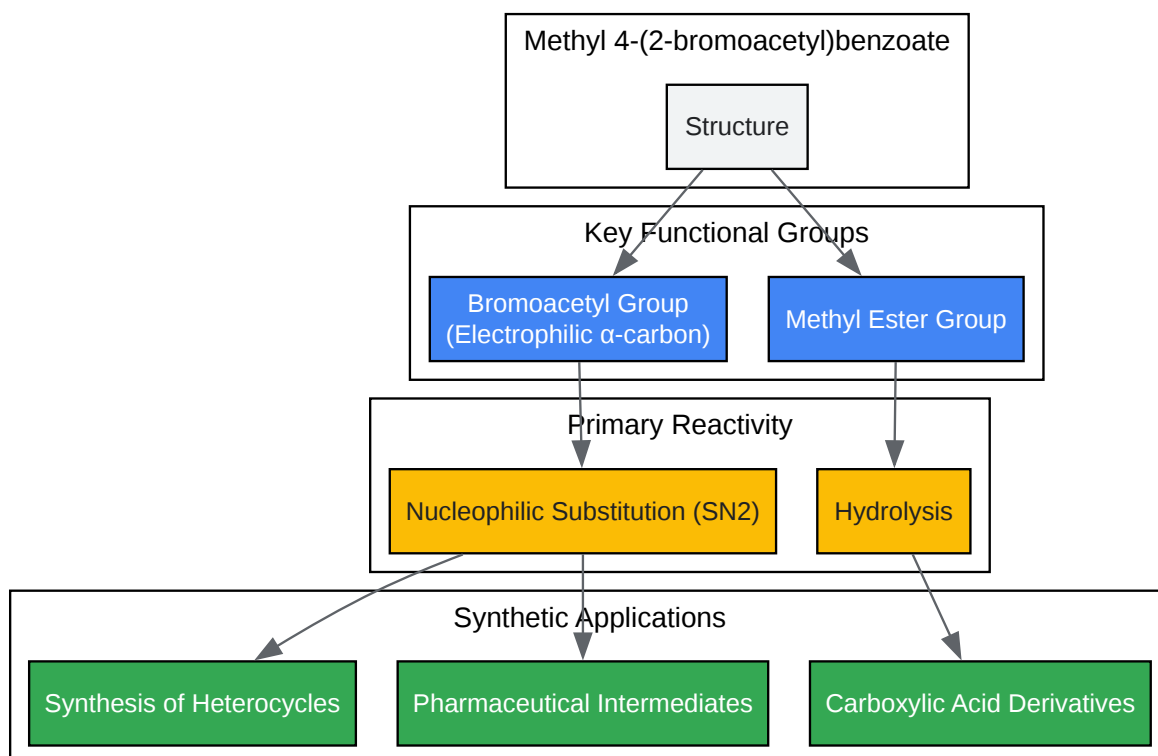 Methyl 4-(2-bromoacetyl)benzoate
Structure
Key Functional Groups
Bromoacetyl Group
(Electrophilic α-carbon)
Methyl Ester Group
Primary Reactivity
Nucleophilic Substitution (SN2)
Hydrolysis
Synthetic Applications
Synthesis of Heterocycles
Pharmaceutical Intermediates
Carboxylic Acid Derivatives